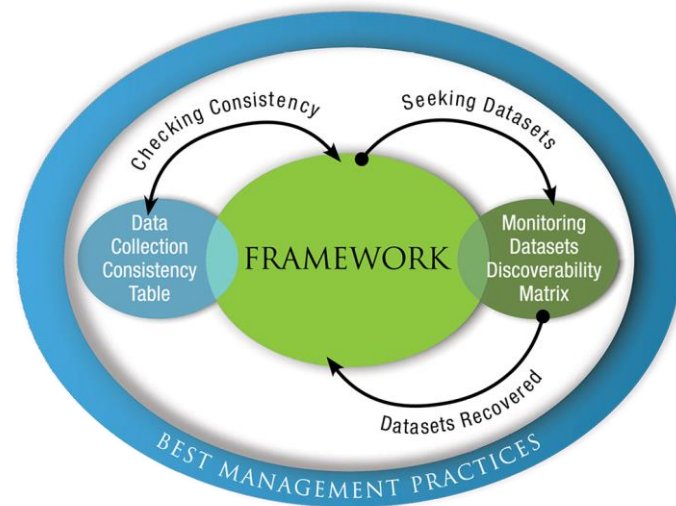 Checking Consistency
Seeking Datasets
Data
Collection
Consistency
Table
FRAMEWORK
Monitoring
Datasets
Discoverability
Matrix
Datasets Recovered
BEST MANAGEMENT PRACTICES